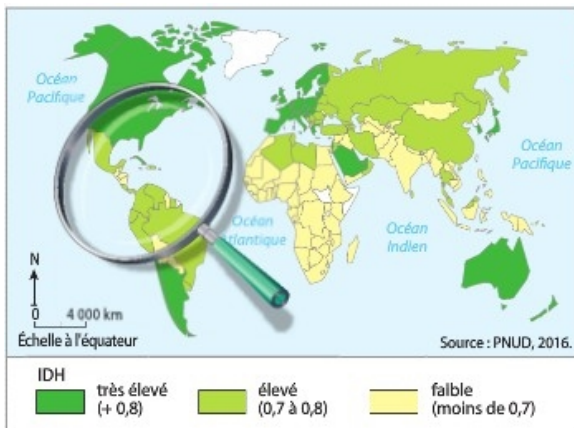 Océan
Pacifique
Océan
Pacifique
Océan
Atlantique
Océan
Indien
N
0 4 000 km
Échelle à l'équateur
Source : PNUD, 2016.
IDH
très élevé
(+ 0,8)
élevé
(0,7 à 0,8)
faible
(moins de 0,7)